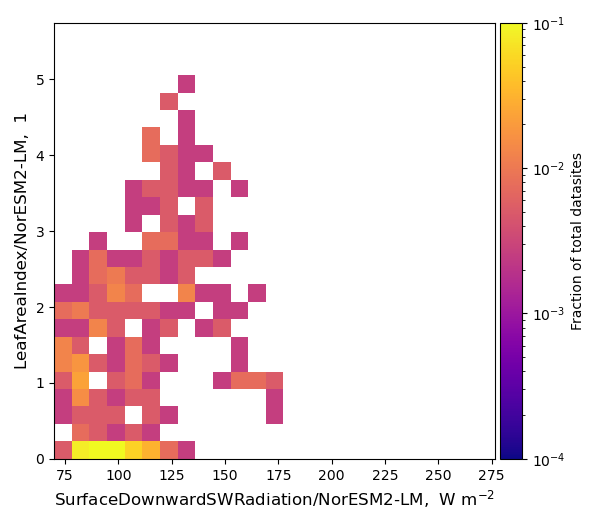 5
4
3
2
1
0
LeafAreaIndex/NorESM2-LM,  1
75 100 125 150 175 200 225 250 275
SurfaceDownwardSWRadiation/NorESM2-LM,  W m⁻²
10⁻¹
10⁻²
10⁻³
10⁻⁴
Fraction of total datasites